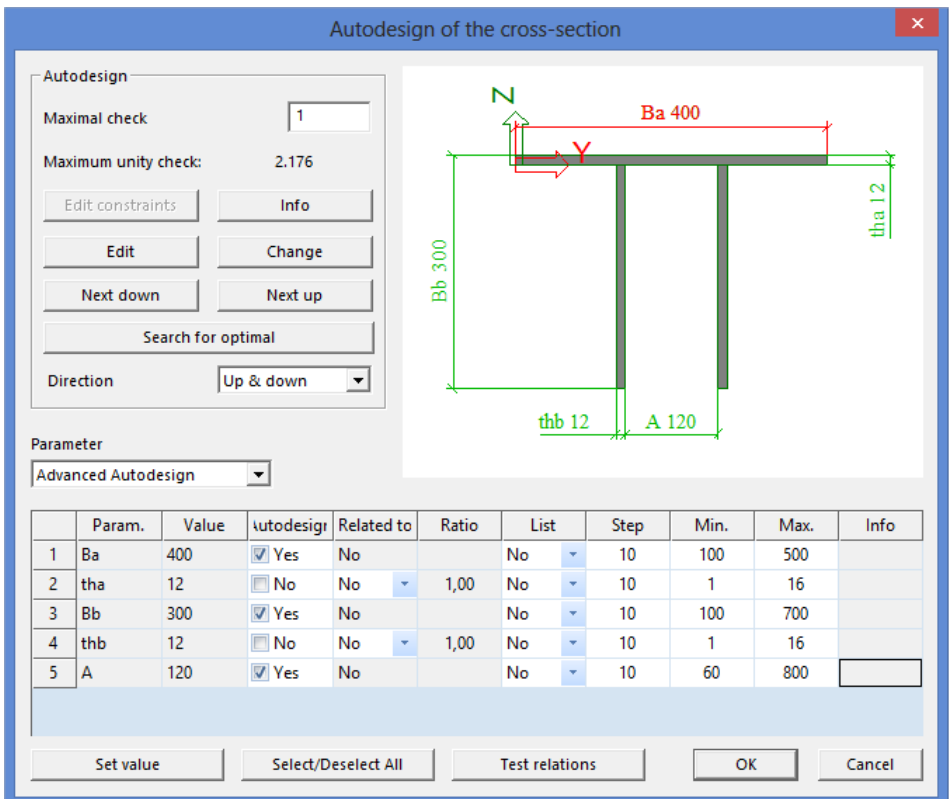 Autodesign of the cross-section
Autodesign
Maximal check 1
Maximum unity check: 2.176
Edit constraints Info
Edit Change
Next down Next up
Search for optimal
Direction Up & down
Parameter
Advanced Autodesign
Z
Y
Ba 400
tha 12
Bb 300
thb 12
A 120
Param. Value Autodesign Related to Ratio List Step Min. Max. Info
1 Ba 400 Yes No No 10 100 500
2 tha 12 No No 1,00 No 10 1 16
3 Bb 300 Yes No No 10 100 700
4 thb 12 No No 1,00 No 10 1 16
5 A 120 Yes No No 10 60 800
Set value Select/Deselect All Test relations OK Cancel